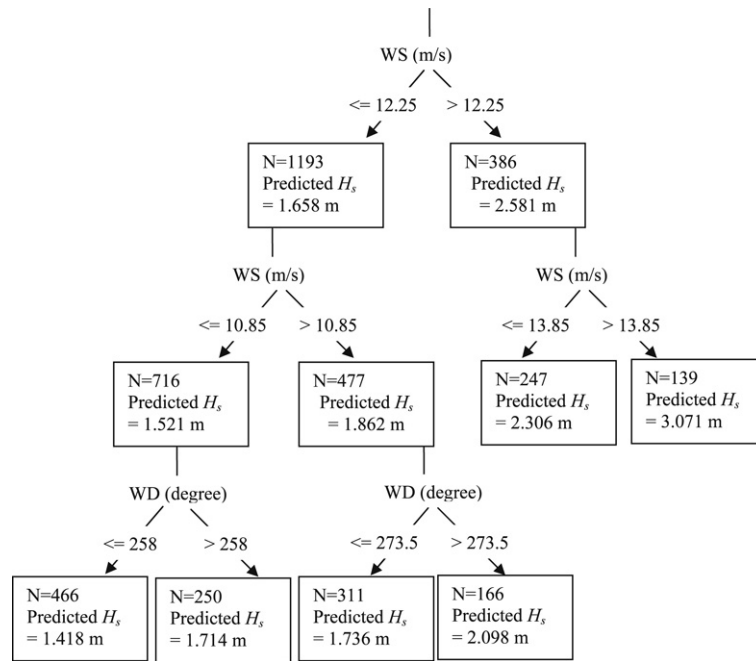 WS (m/s)
<= 12.25
> 12.25
N=1193
Predicted Hs
= 1.658 m
N=386
Predicted Hs
= 2.581 m
WS (m/s)
WS (m/s)
<= 10.85
> 10.85
<= 13.85
> 13.85
N=716
Predicted Hs
= 1.521 m
N=477
Predicted Hs
= 1.862 m
N=247
Predicted Hs
= 2.306 m
N=139
Predicted Hs
= 3.071 m
WD (degree)
WD (degree)
<= 258
> 258
<= 273.5
> 273.5
N=466
Predicted Hs
= 1.418 m
N=250
Predicted Hs
= 1.714 m
N=311
Predicted Hs
= 1.736 m
N=166
Predicted Hs
= 2.098 m